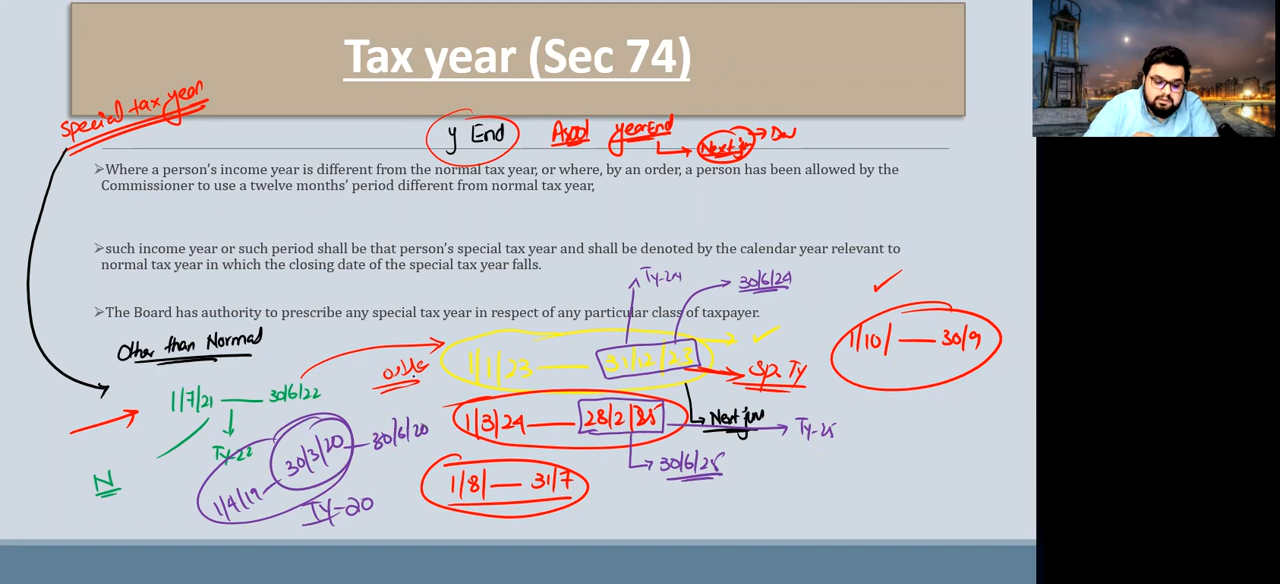 Tax year (Sec 74)
special tax year
y End
Avoid year End
Next jun → Dec
➢Where a person's income year is different from the normal tax year, or where, by an order, a person has been allowed by the
Commissioner to use a twelve months' period different from normal tax year,
➢such income year or such period shall be that person's special tax year and shall be denoted by the calendar year relevant to
normal tax year in which the closing date of the special tax year falls.
Ty-24
30/6/24
➢The Board has authority to prescribe any special tax year in respect of any particular class of taxpayer.
Other than Normal
1/1/23 — 31/12/23
1/10/ — 30/9
علاوہ
Sp. Ty
1/7/21 — 30/6/22
1/3/24 — 28/2/25
Next jun
Ty-25
Ty-22
30/3/20
30/6/20
30/6/25
N
1/4/19
1/8/ — 31/7
Ty-20